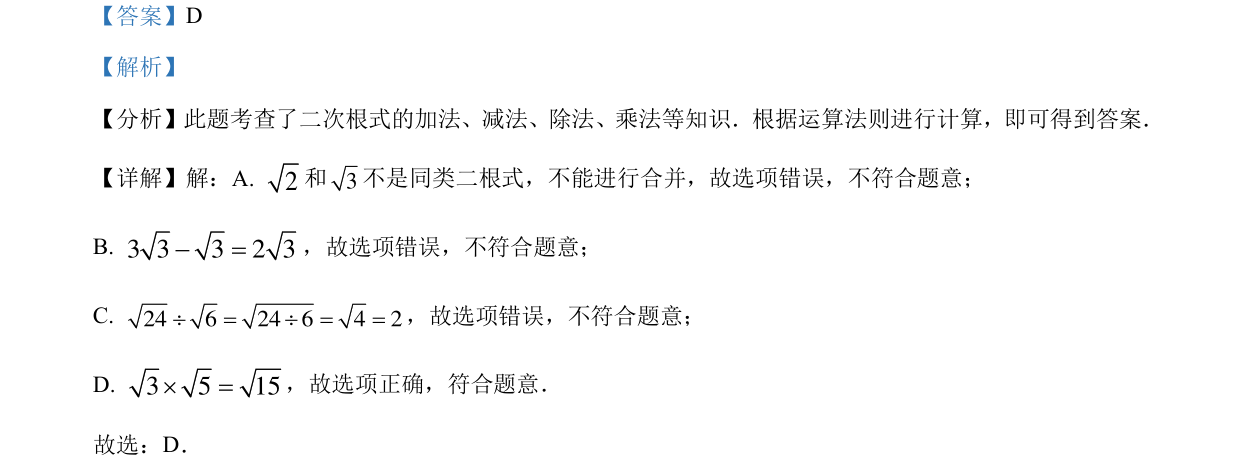 【答案】D
【解析】
【分析】此题考查了二次根式的加法、减法、除法、乘法等知识．根据运算法则进行计算，即可得到答案．
【详解】解：A. √2 和 √3 不是同类二根式，不能进行合并，故选项错误，不符合题意；
B. 3√3 − √3 = 2√3，故选项错误，不符合题意；
C. √24 ÷ √6 = √(24÷6) = √4 = 2，故选项错误，不符合题意；
D. √3 × √5 = √15，故选项正确，符合题意．
故选：D．